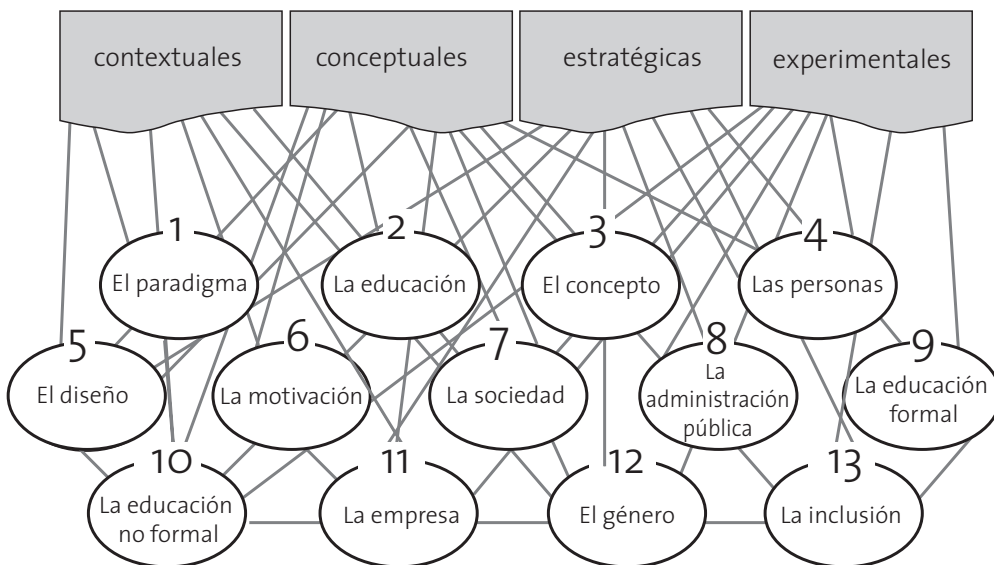 contextuales
conceptuales
estratégicas
experimentales
1
El paradigma
2
La educación
3
El concepto
4
Las personas
5
El diseño
6
La motivación
7
La sociedad
8
La
administración
pública
9
La educación
formal
10
La educación
no formal
11
La empresa
12
El género
13
La inclusión